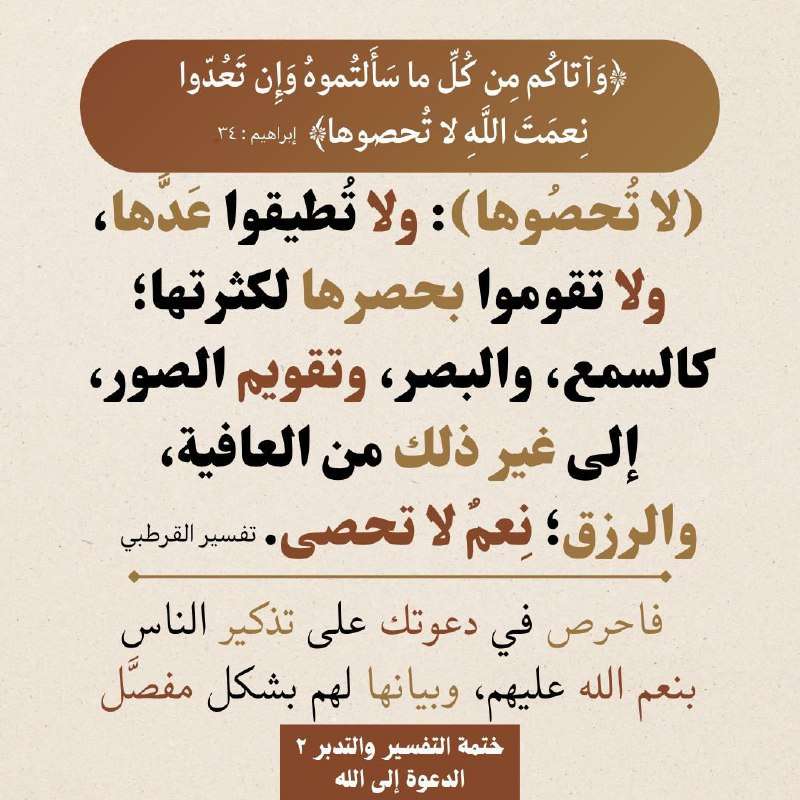 ﴿وَآتاكُم مِن كُلِّ ما سَأَلتُموهُ وَإِن تَعُدّوا
نِعمَتَ اللَّهِ لا تُحصوها﴾ إبراهيم : ٣٤
(لا تُحصُوها): ولا تُطيقوا عَدَّها،
ولا تقوموا بحصرها لكثرتها؛
كالسمع، والبصر، وتقويم الصور،
إلى غير ذلك من العافية،
والرزق؛ نِعمٌ لا تحصى. تفسير القرطبي
فاحرص في دعوتك على تذكير الناس
بنعم الله عليهم، وبيانها لهم بشكل مفصَّل
ختمة التفسير والتدبر ٢
الدعوة إلى الله